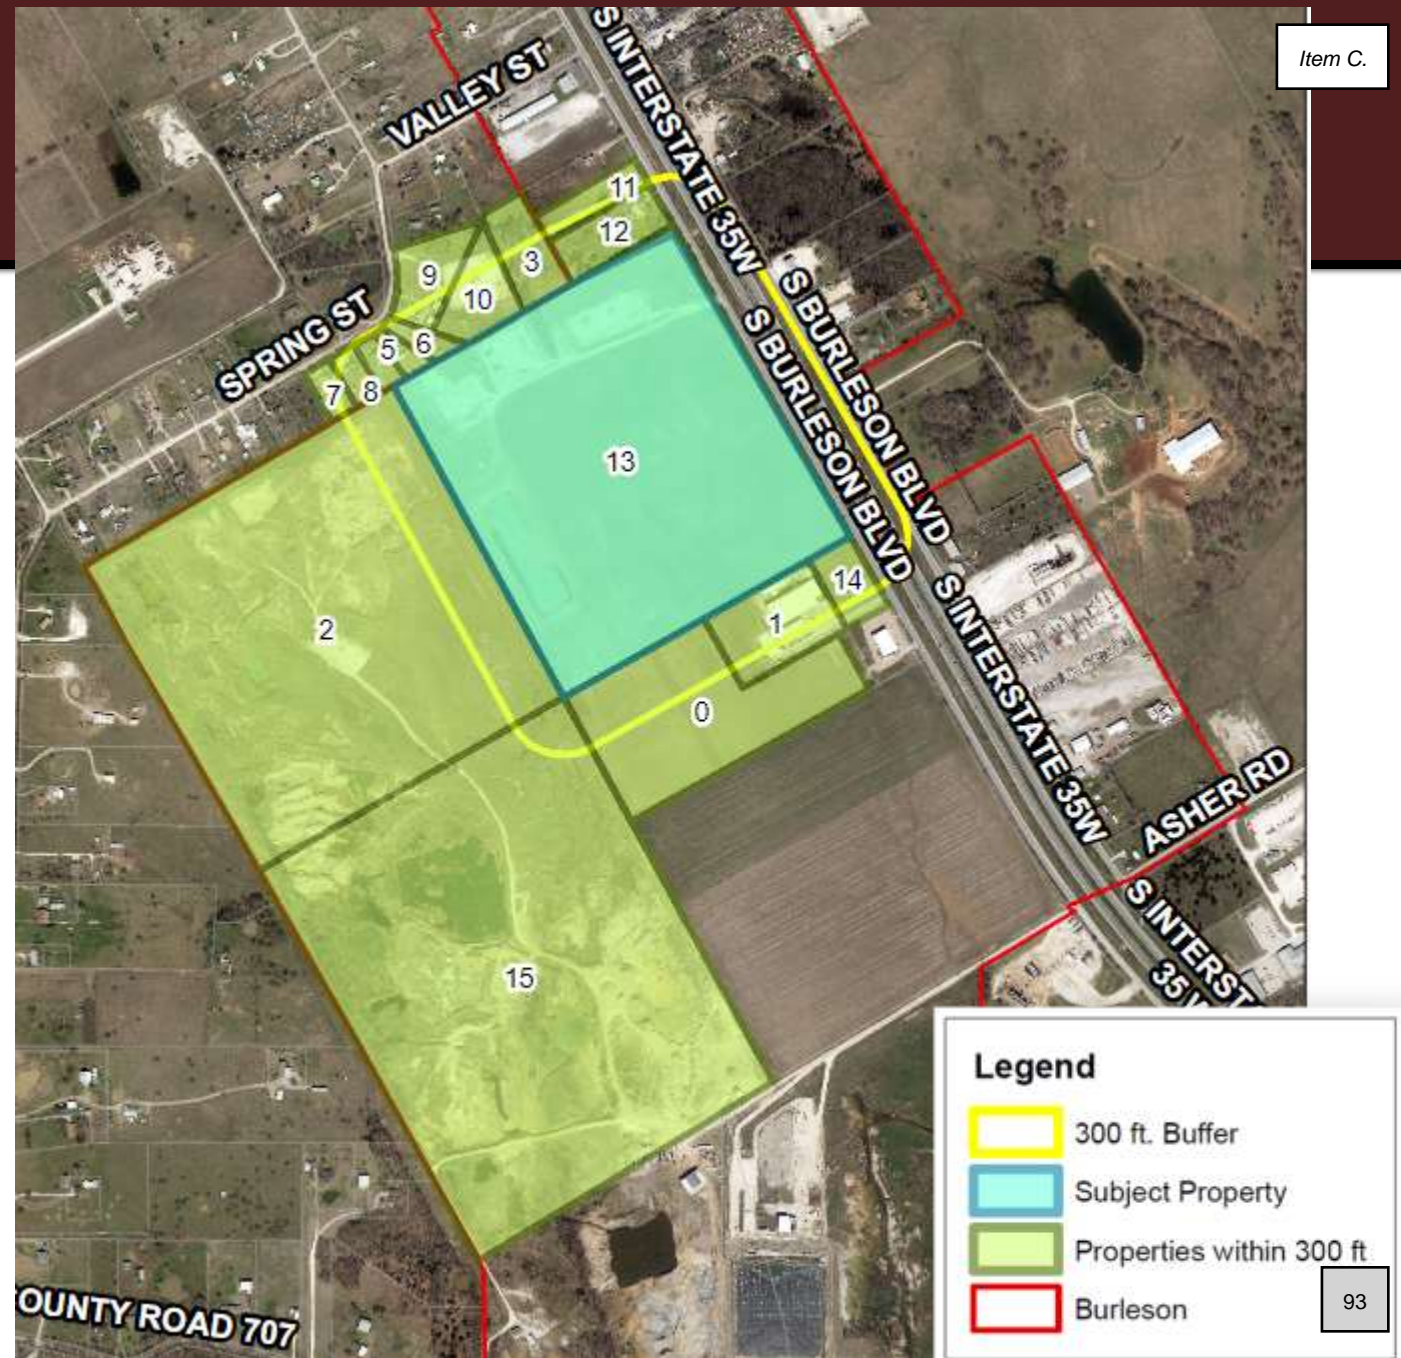 Item C.
S INTERSTATE 35W
VALLEY ST
11
12
3
9
10
S BURLESON BLVD
S BURLESON BLVD
SPRING ST
6
5
8
7
13
14
1
2
0
S INTERSTATE 35W
ASHER RD
S INTERST
35 W
15
COUNTY ROAD 707
Legend
300 ft. Buffer
Subject Property
Properties within 300 ft
Burleson
93